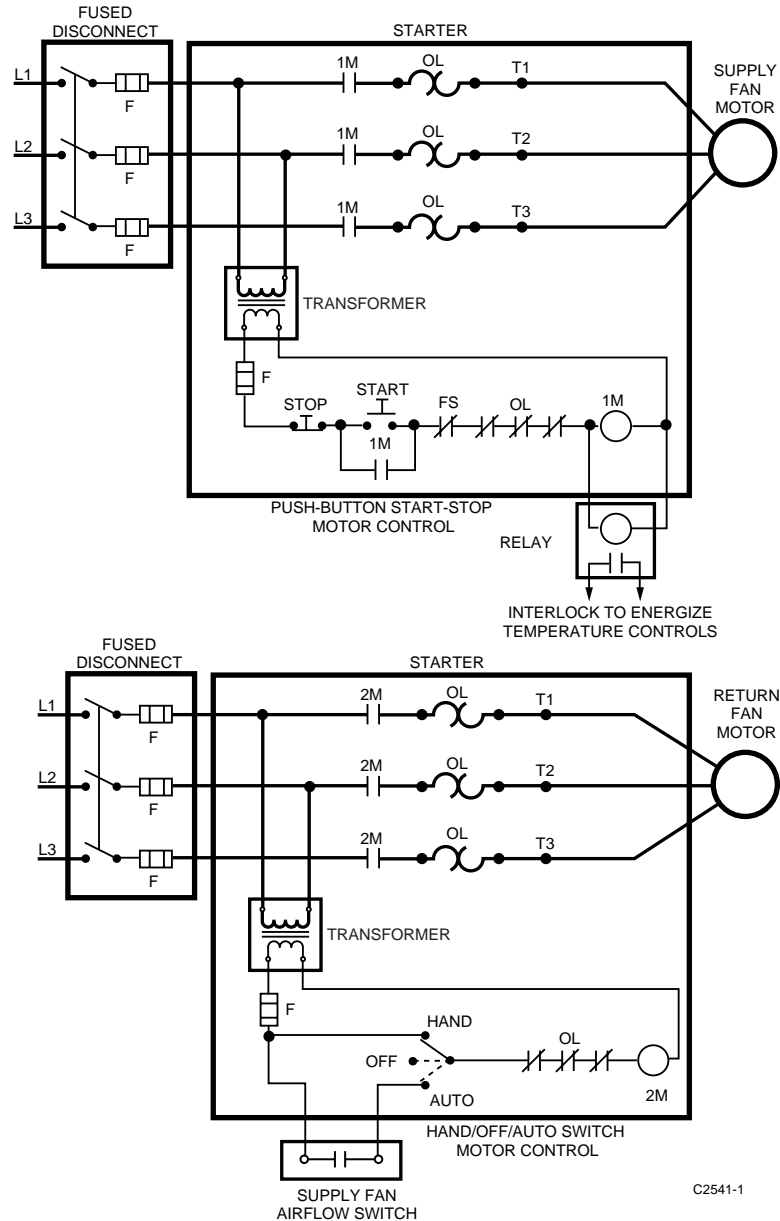 FUSED
DISCONNECT
STARTER
L1
F
1M
OL
T1
SUPPLY
FAN
MOTOR
L2
F
1M
OL
T2
L3
F
1M
OL
T3
TRANSFORMER
F
STOP
START
1M
FS
OL
1M
PUSH-BUTTON START-STOP
MOTOR CONTROL
RELAY
INTERLOCK TO ENERGIZE
TEMPERATURE CONTROLS
FUSED
DISCONNECT
STARTER
L1
F
2M
OL
T1
RETURN
FAN
MOTOR
L2
F
2M
OL
T2
L3
F
2M
OL
T3
TRANSFORMER
F
HAND
OFF
AUTO
OL
2M
HAND/OFF/AUTO SWITCH
MOTOR CONTROL
SUPPLY FAN
AIRFLOW SWITCH
C2541-1